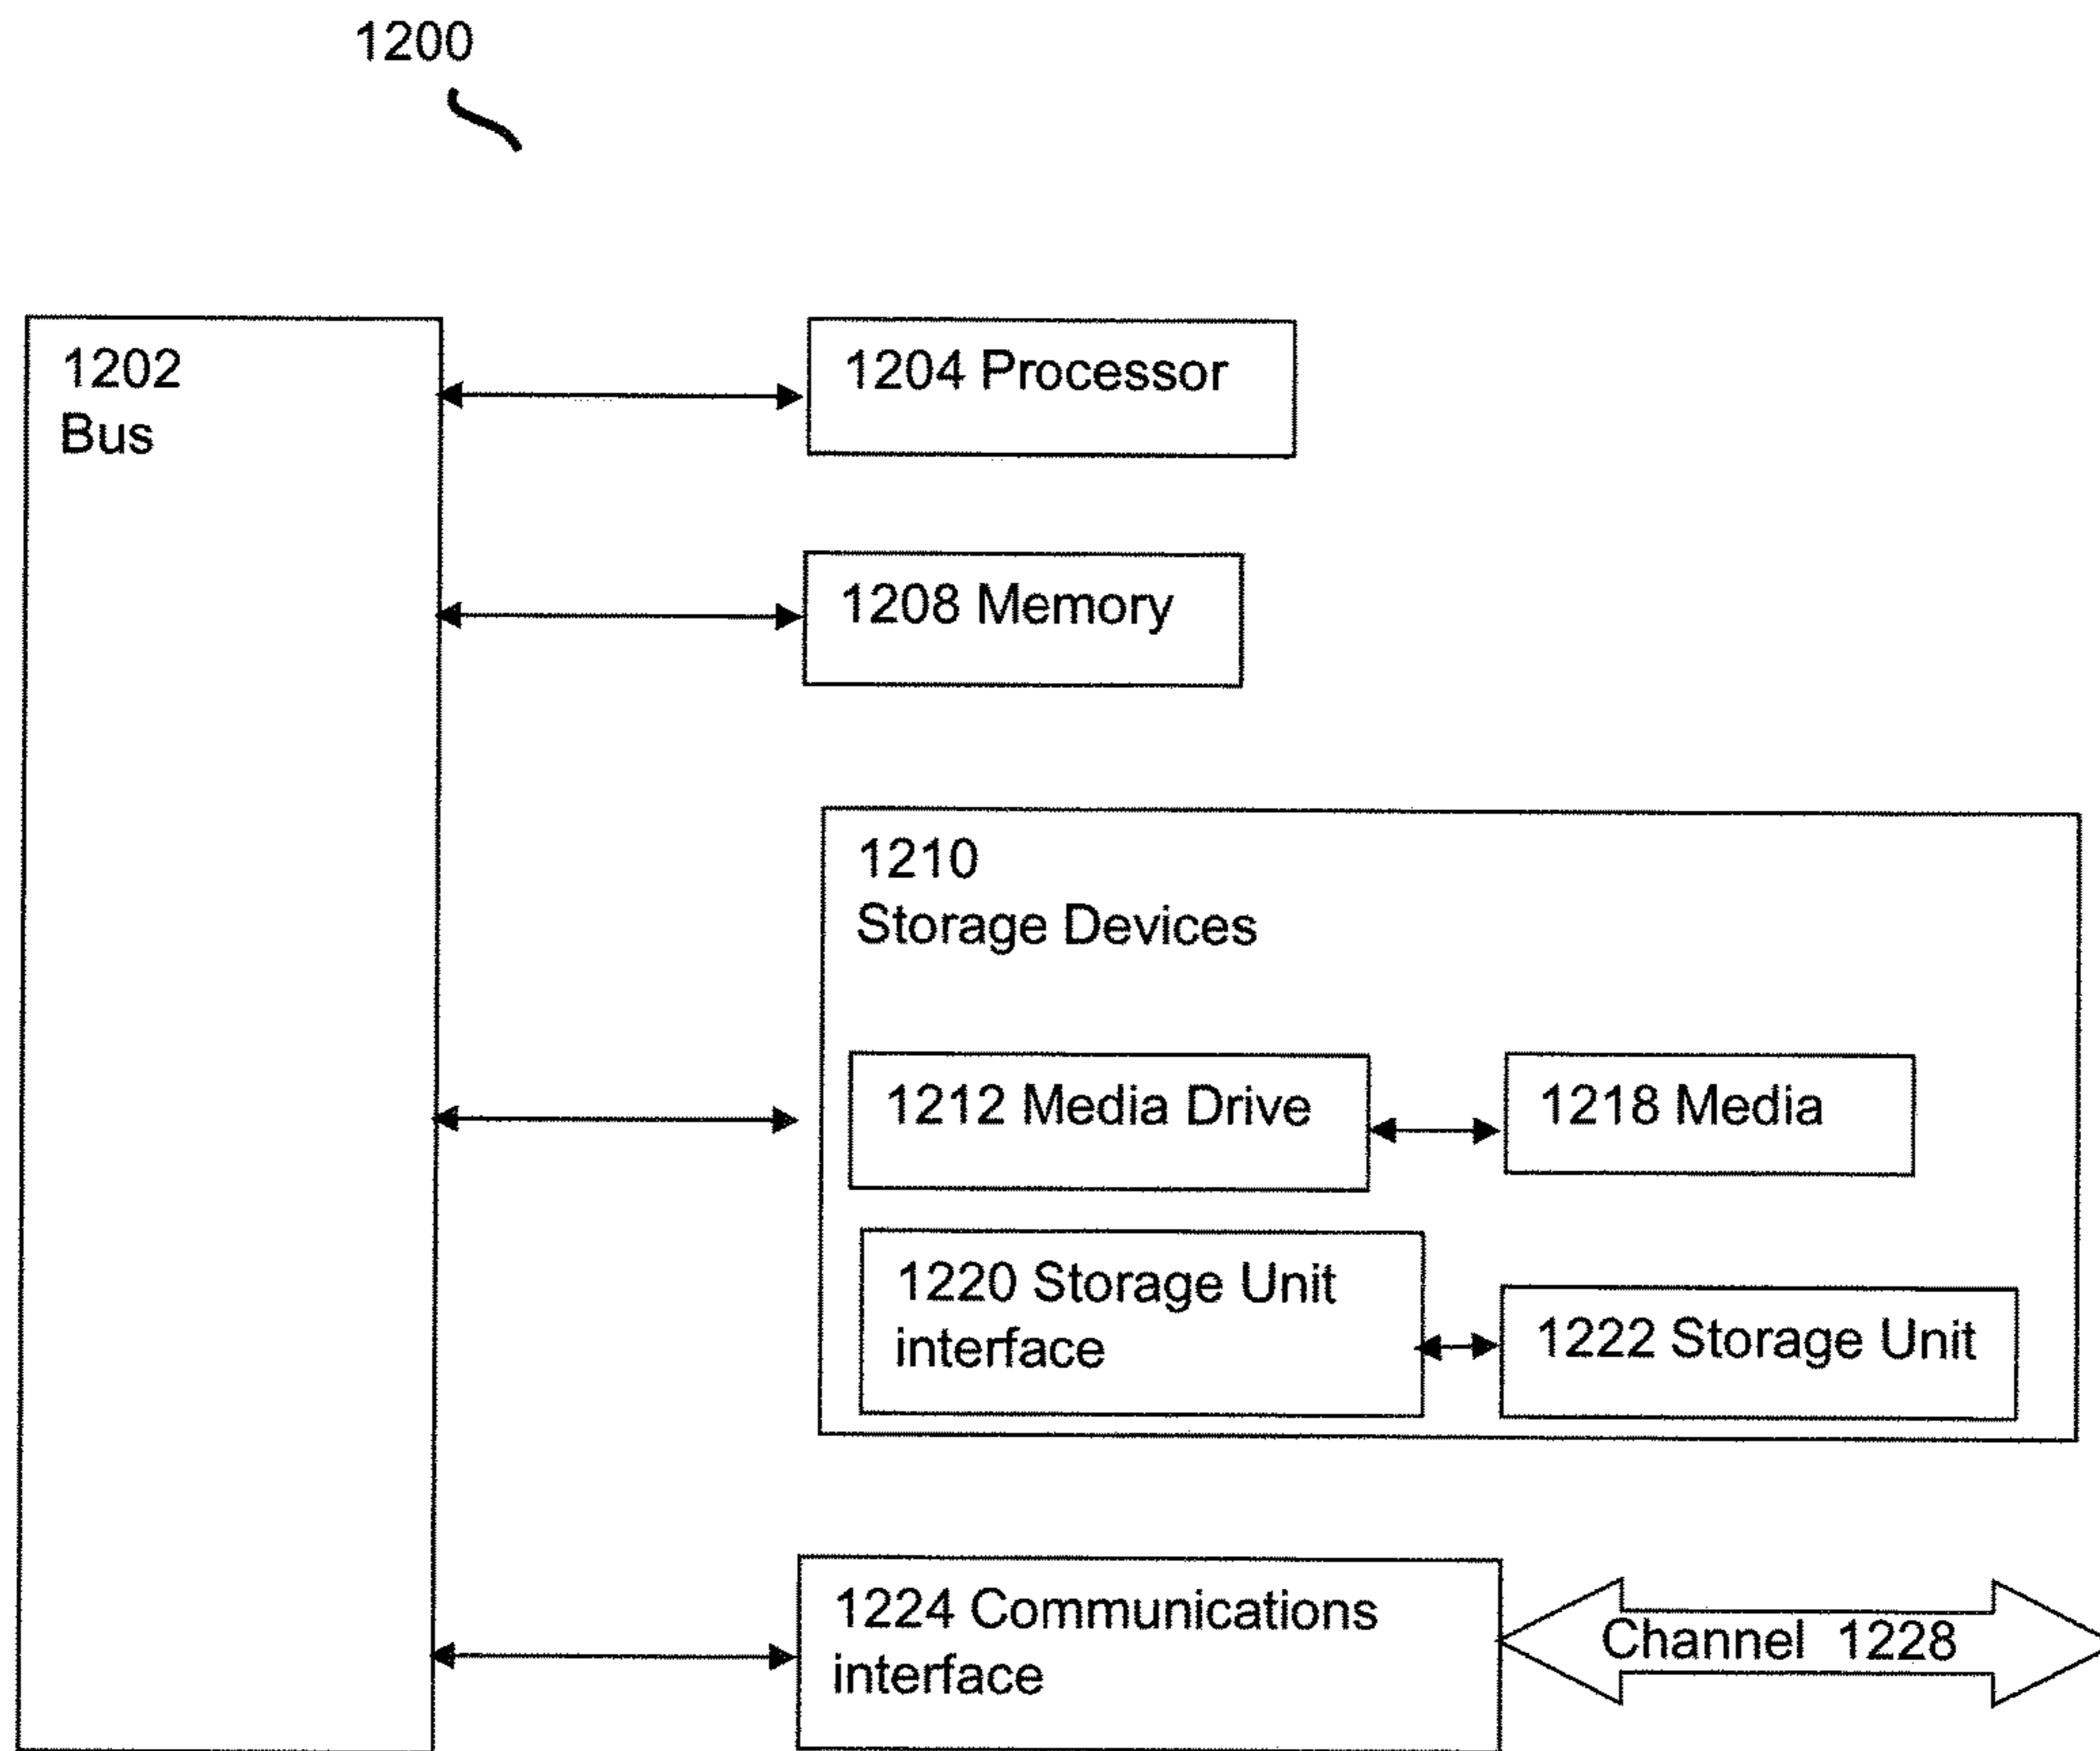 1200
1202
Bus
1204 Processor
1208 Memory
1210
Storage Devices
1212 Media Drive
1218 Media
1220 Storage Unit
interface
1222 Storage Unit
1224 Communications
interface
Channel 1228